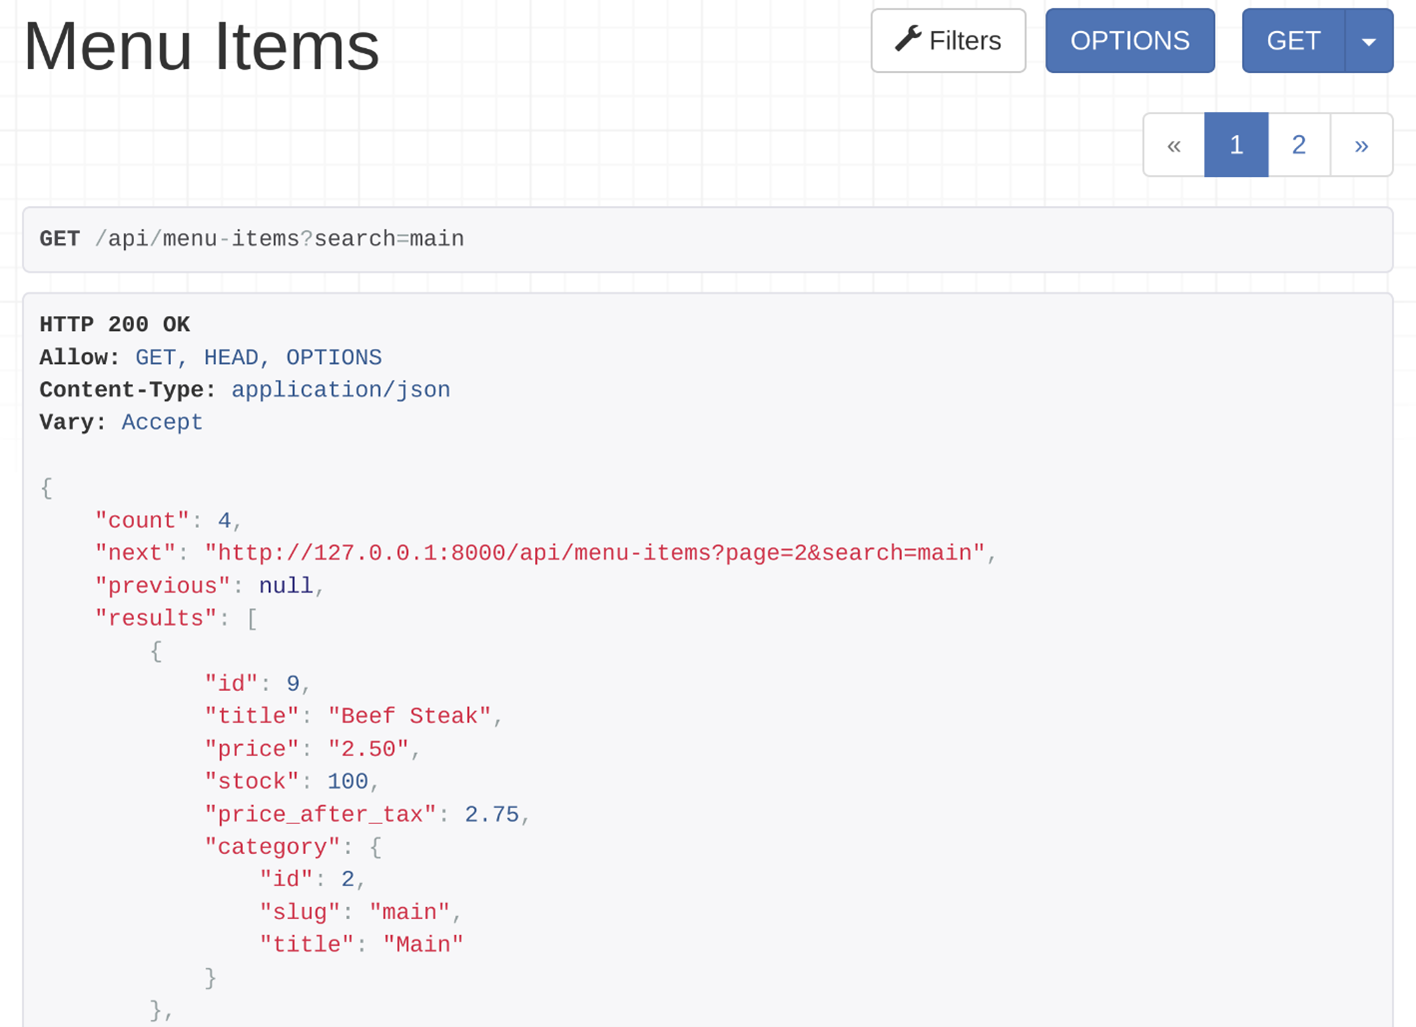 Menu Items
Filters
OPTIONS
GET
« 1 2 »
GET /api/menu-items?search=main
HTTP 200 OK
Allow: GET, HEAD, OPTIONS
Content-Type: application/json
Vary: Accept
{
    "count": 4,
    "next": "http://127.0.0.1:8000/api/menu-items?page=2&search=main",
    "previous": null,
    "results": [
        {
            "id": 9,
            "title": "Beef Steak",
            "price": "2.50",
            "stock": 100,
            "price_after_tax": 2.75,
            "category": {
                "id": 2,
                "slug": "main",
                "title": "Main"
            }
        },